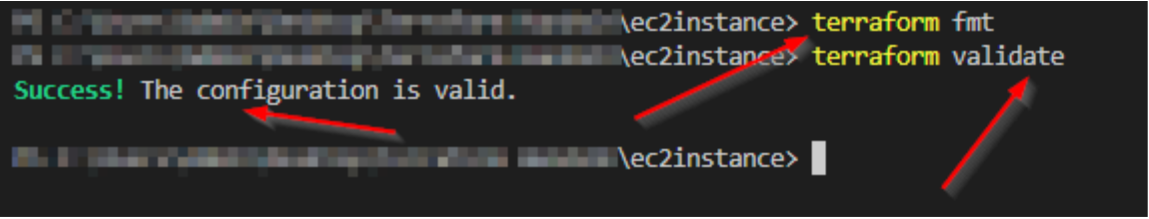 \ec2instance> terraform fmt
\ec2instance> terraform validate
Success! The configuration is valid.
\ec2instance>